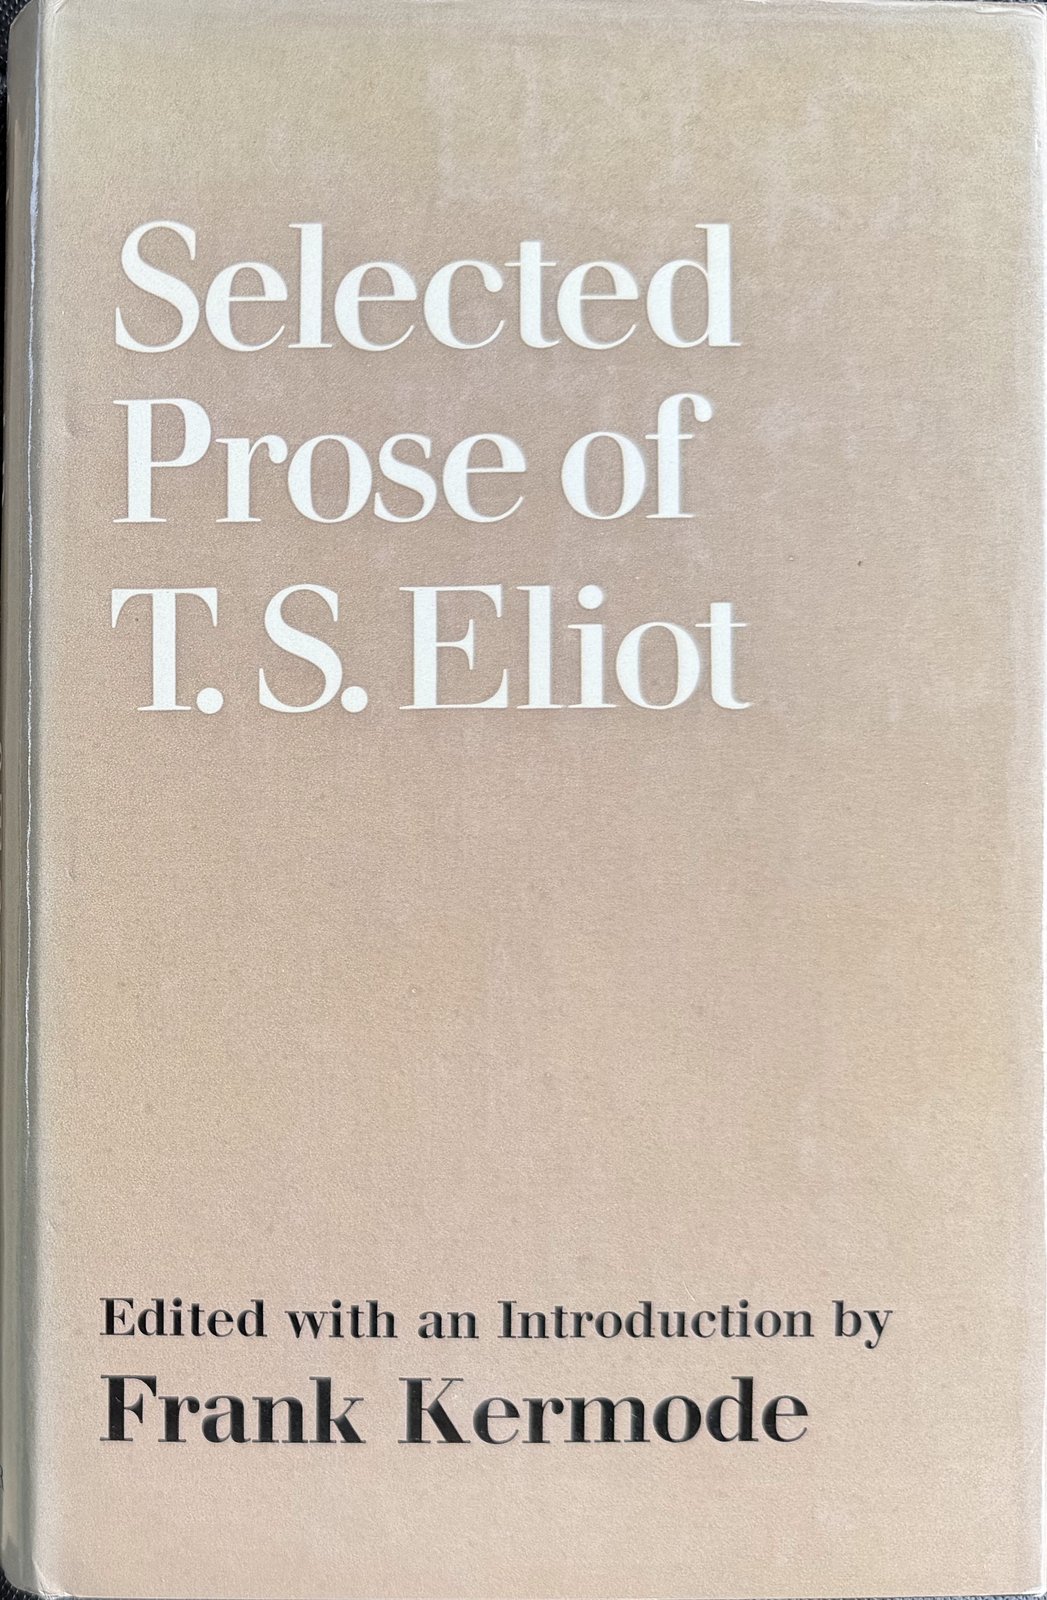 Selected
Prose of
T. S. Eliot
Edited with an Introduction by
Frank Kermode